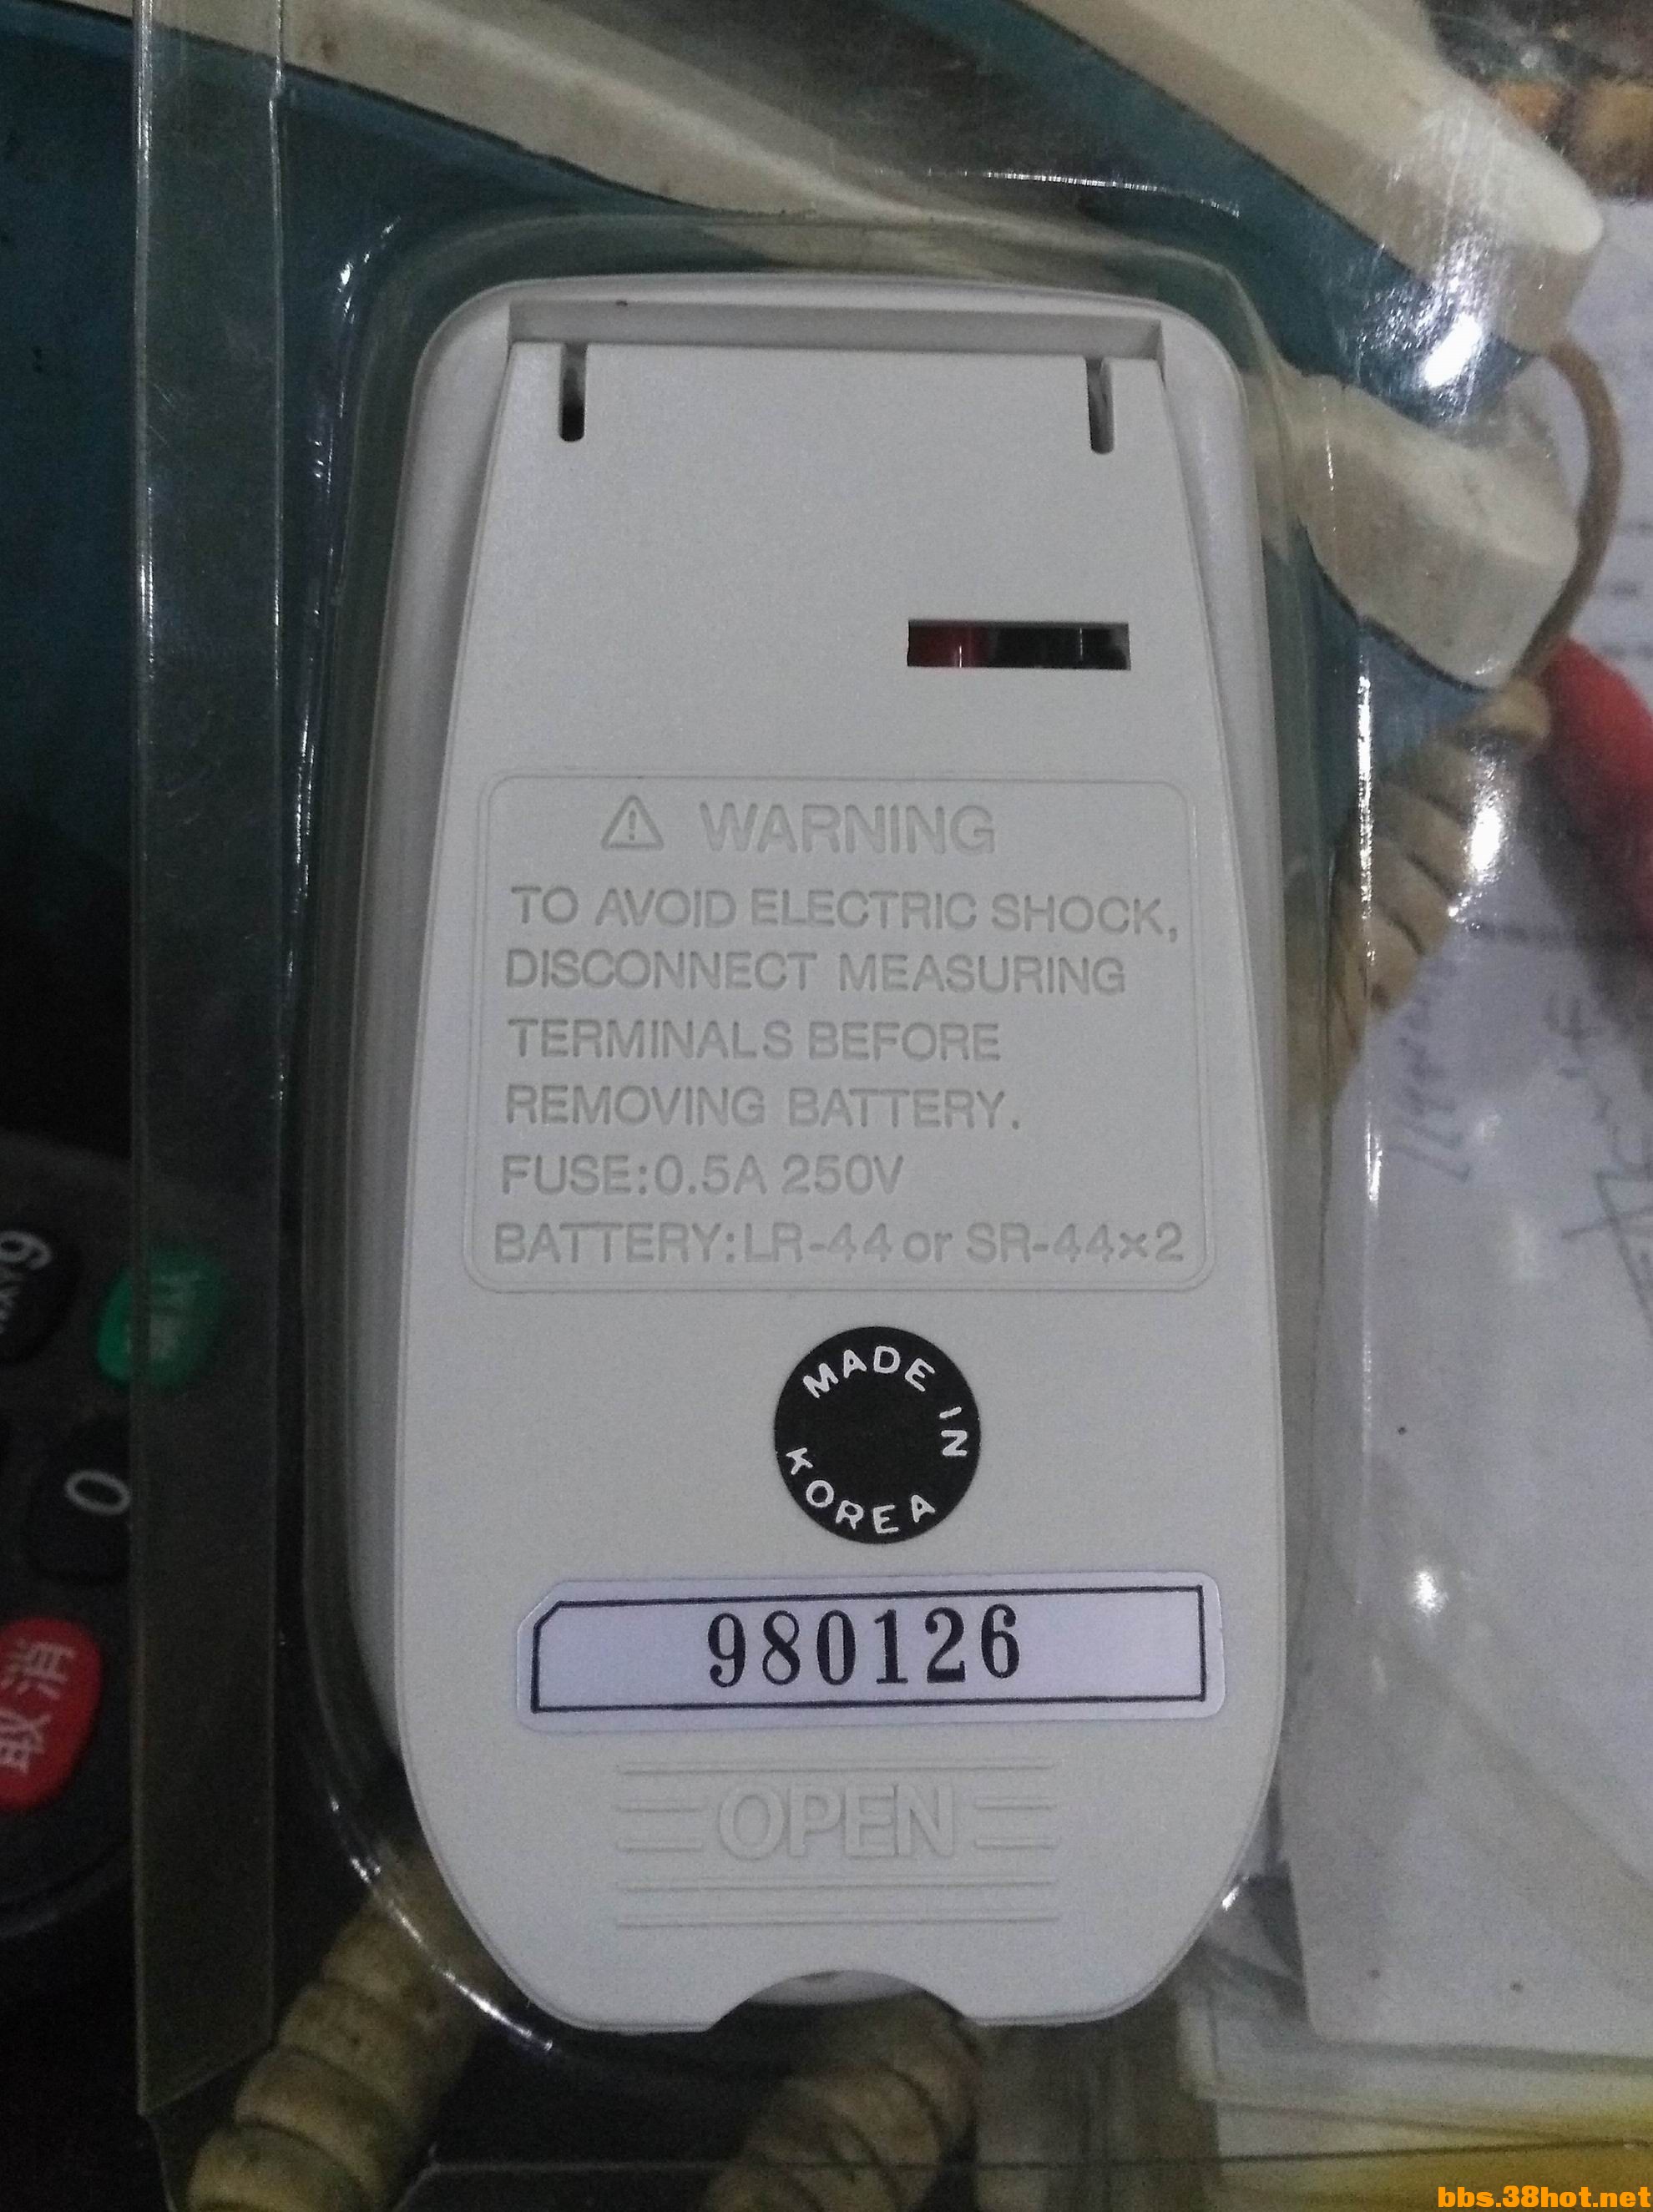 WARNING
TO AVOID ELECTRIC SHOCK,
DISCONNECT MEASURING
TERMINALS BEFORE
REMOVING BATTERY.
FUSE:0.5A 250V
BATTERY:LR-44 or SR-44×2
MADE IN KOREA
980126
OPEN
0
取消
bbs.38hot.net